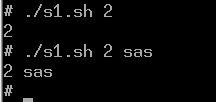 # ./s1.sh 2
2
# ./s1.sh 2 sas
2 sas
#